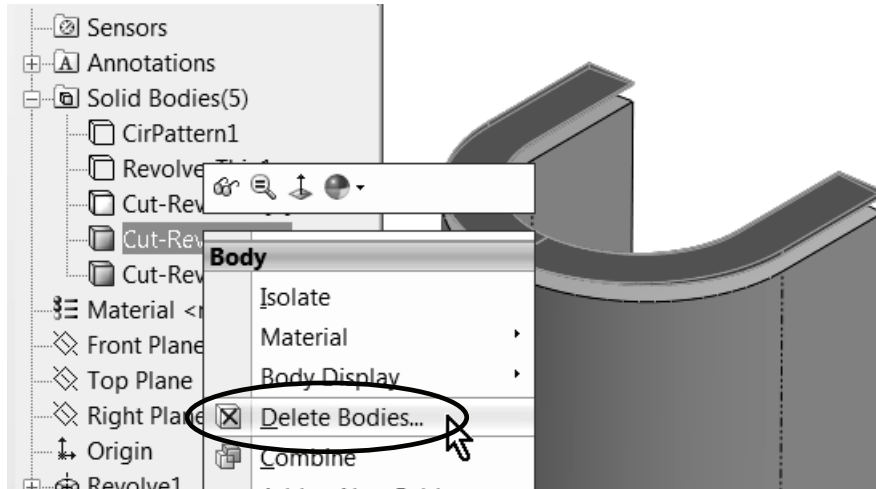 Sensors
A Annotations
Solid Bodies(5)
CirPattern1
Revolve
Cut-Rev
Cut-Rev
Body
Cut-Rev
Isolate
Material
Material
Front Plane
Body Display
Top Plane
Right Plane
Delete Bodies...
Origin
Combine
Revolve1